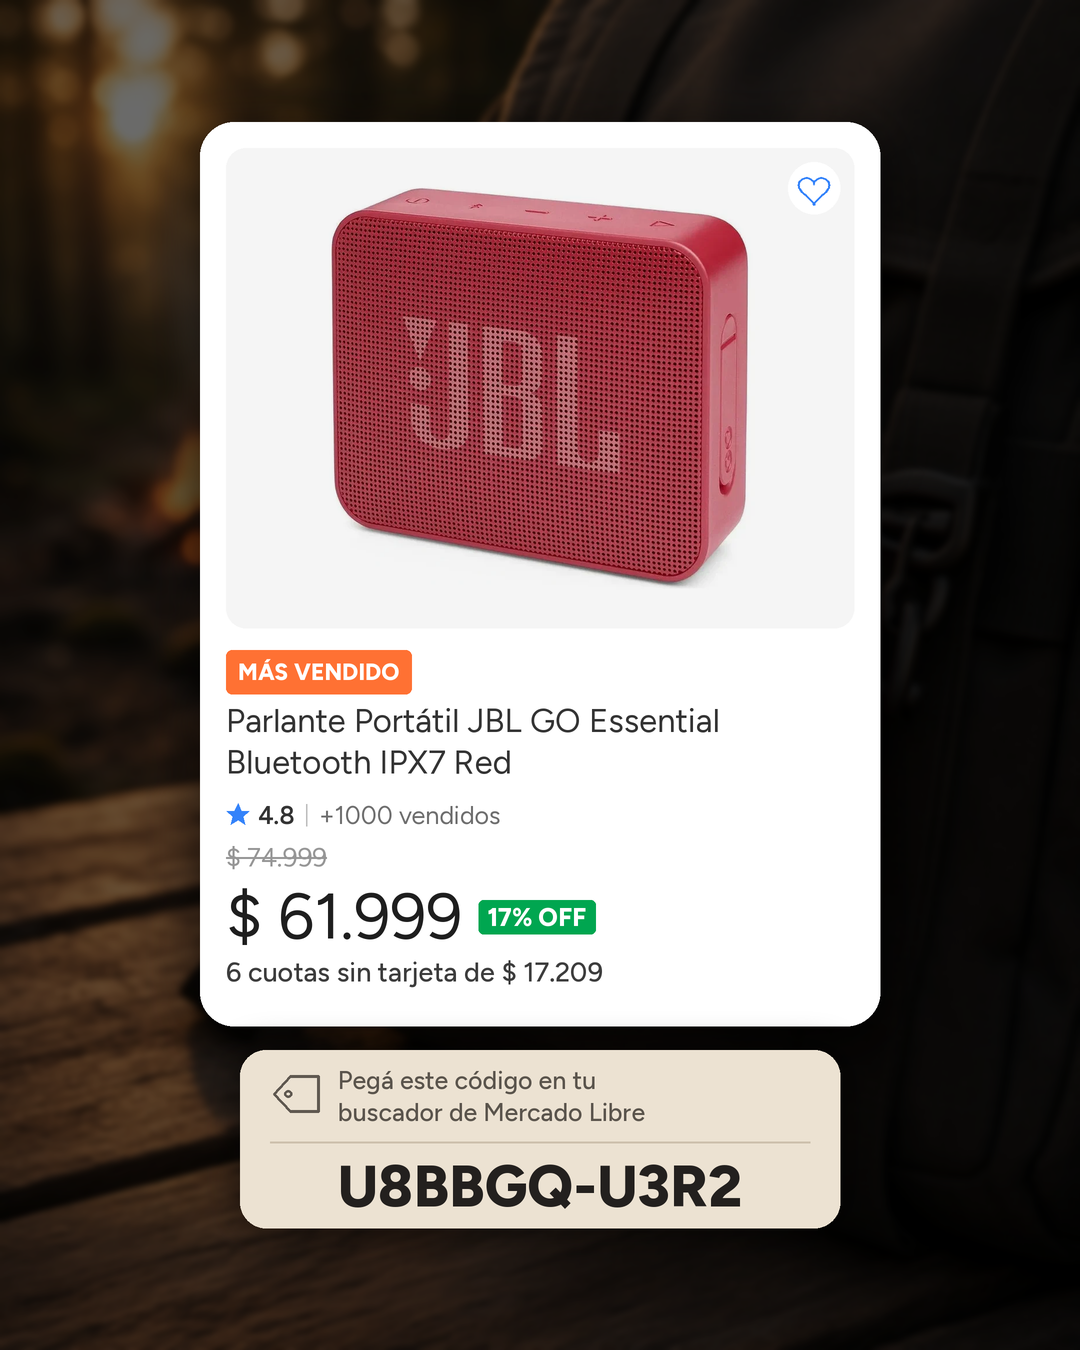 JBL
MÁS VENDIDO
Parlante Portátil JBL GO Essential
Bluetooth IPX7 Red
4.8 | +1000 vendidos
$ 74.999
$ 61.999 17% OFF
6 cuotas sin tarjeta de $ 17.209
Pegá este código en tu
buscador de Mercado Libre
U8BBGQ-U3R2